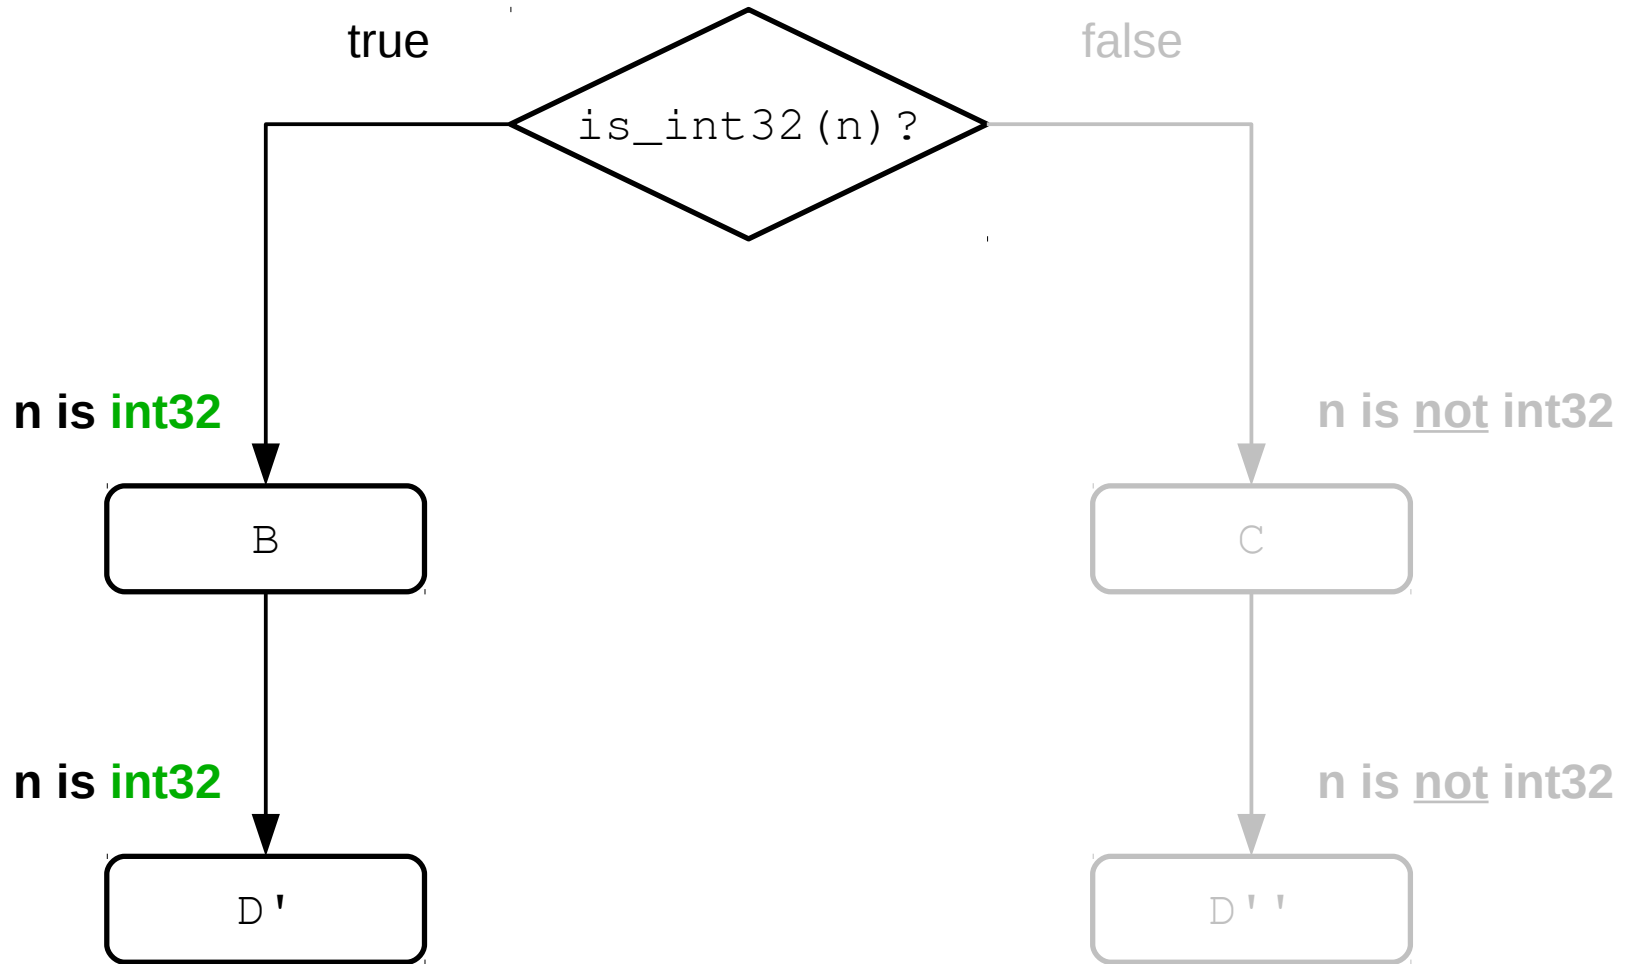 true
false
is_int32(n)?
n is int32
n is not int32
B
C
n is int32
n is not int32
D'
D''